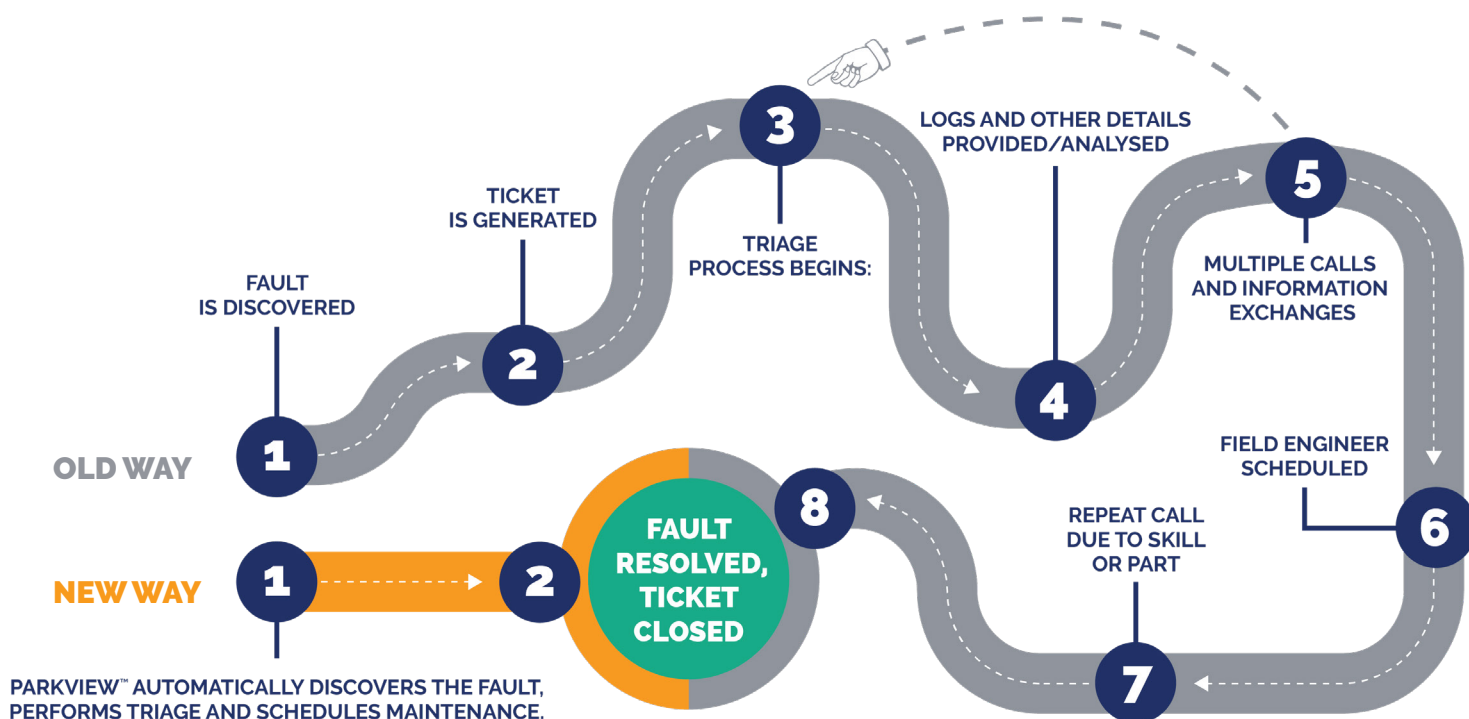 OLD WAY
1
FAULT
IS DISCOVERED
2
TICKET
IS GENERATED
3
TRIAGE
PROCESS BEGINS:
4
LOGS AND OTHER DETAILS
PROVIDED/ANALYSED
5
MULTIPLE CALLS
AND INFORMATION
EXCHANGES
6
FIELD ENGINEER
SCHEDULED
7
REPEAT CALL
DUE TO SKILL
OR PART
8
FAULT
RESOLVED,
TICKET
CLOSED
NEW WAY
1
2
PARKVIEW™ AUTOMATICALLY DISCOVERS THE FAULT,
PERFORMS TRIAGE AND SCHEDULES MAINTENANCE.